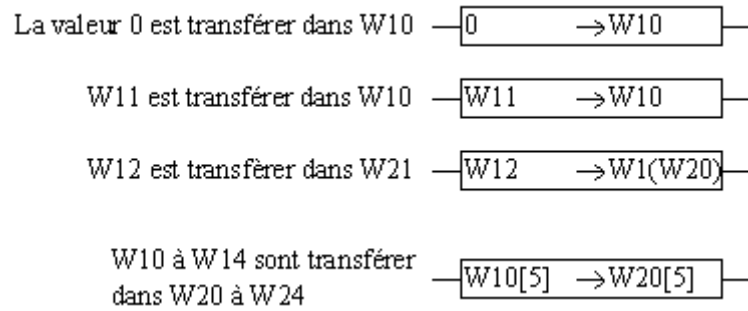 La valeur 0 est transférer dans W10 0 →W10
W11 est transférer dans W10 W11 →W10
W12 est transfèrer dans W21 W12 →W1(W20)
W10 à W14 sont transférer
dans W20 à W24 W10[5] →W20[5]